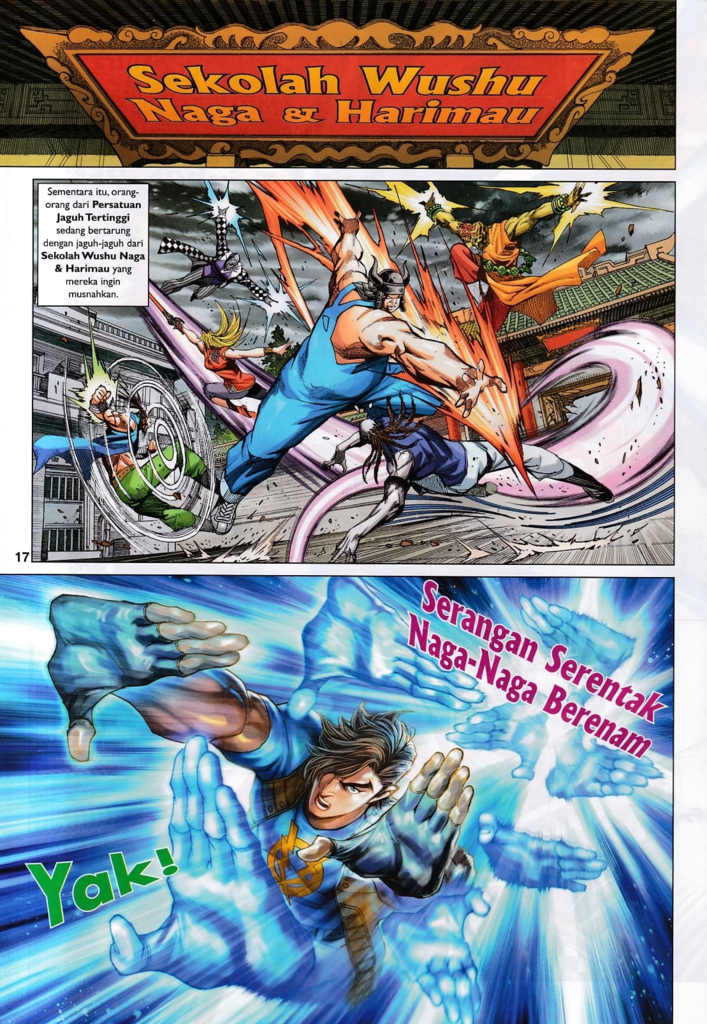 Sekolah Wushu
Naga & Harimau
Sementara itu, orang-
orang dari Persatuan
Jaguh Tertinggi
sedang bertarung
dengan jaguh-jaguh dari
Sekolah Wushu Naga
& Harimau yang
mereka ingin
musnahkan.
17
Serangan Serentak
Naga-Naga Berenam
Yak!